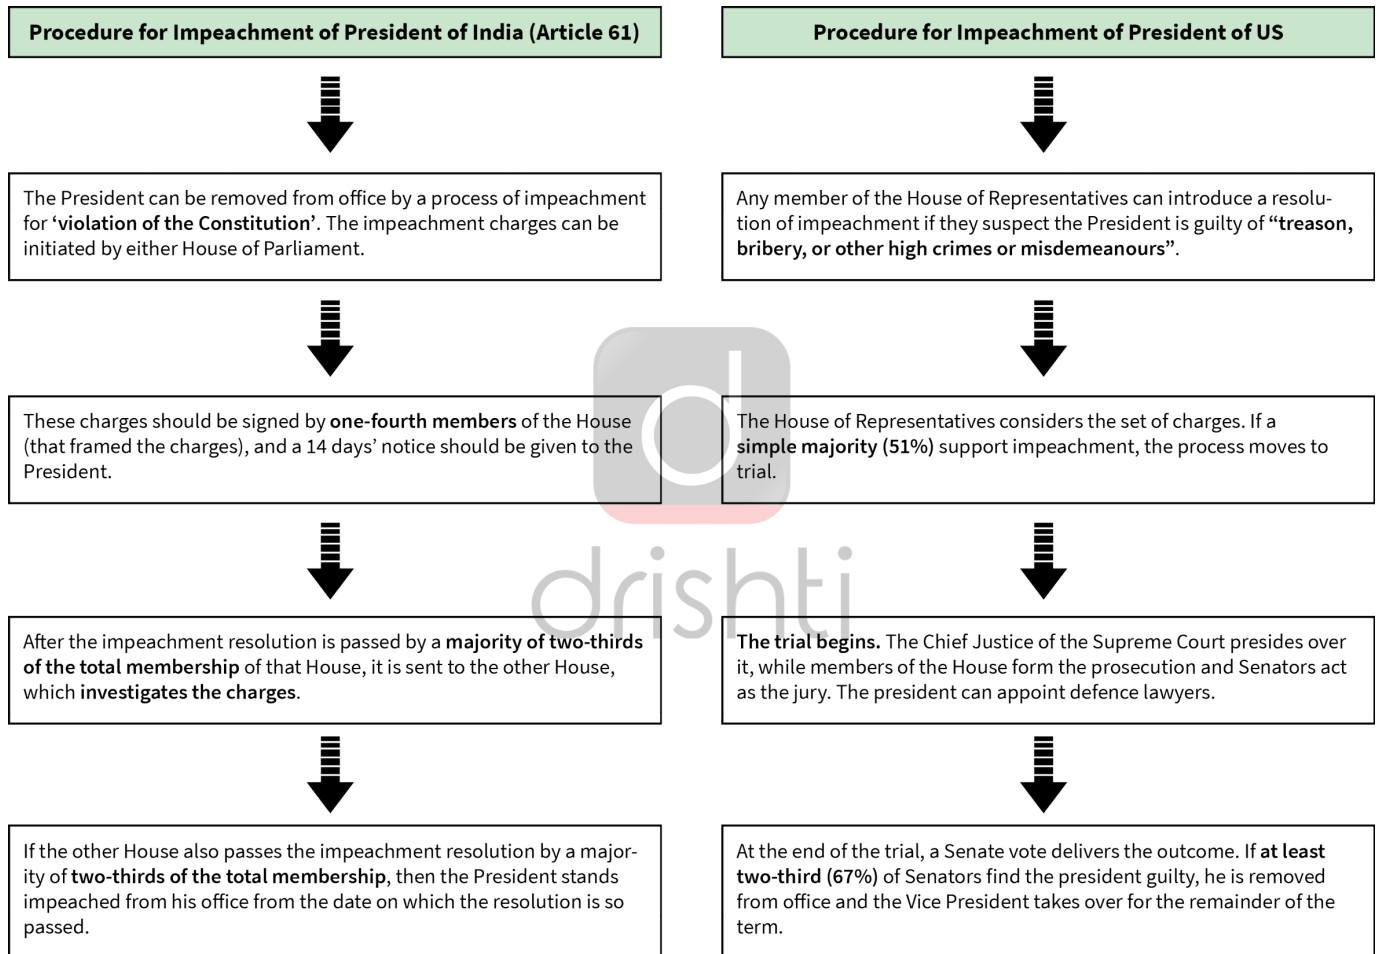 Procedure for Impeachment of President of India (Article 61)
The President can be removed from office by a process of impeachment
for ‘violation of the Constitution’. The impeachment charges can be
initiated by either House of Parliament.
These charges should be signed by one-fourth members of the House
(that framed the charges), and a 14 days’ notice should be given to the
President.
After the impeachment resolution is passed by a majority of two-thirds
of the total membership of that House, it is sent to the other House,
which investigates the charges.
If the other House also passes the impeachment resolution by a major-
ity of two-thirds of the total membership, then the President stands
impeached from his office from the date on which the resolution is so
passed.
Procedure for Impeachment of President of US
Any member of the House of Representatives can introduce a resolu-
tion of impeachment if they suspect the President is guilty of “treason,
bribery, or other high crimes or misdemeanours”.
The House of Representatives considers the set of charges. If a
simple majority (51%) support impeachment, the process moves to
trial.
The trial begins. The Chief Justice of the Supreme Court presides over
it, while members of the House form the prosecution and Senators act
as the jury. The president can appoint defence lawyers.
At the end of the trial, a Senate vote delivers the outcome. If at least
two-third (67%) of Senators find the president guilty, he is removed
from office and the Vice President takes over for the remainder of the
term.
d
drishti